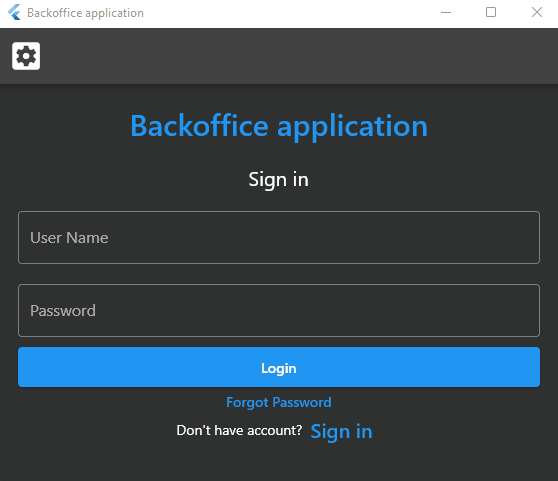 Backoffice application
Backoffice application
Sign in
User Name
Password
Login
Forgot Password
Don't have account? Sign in